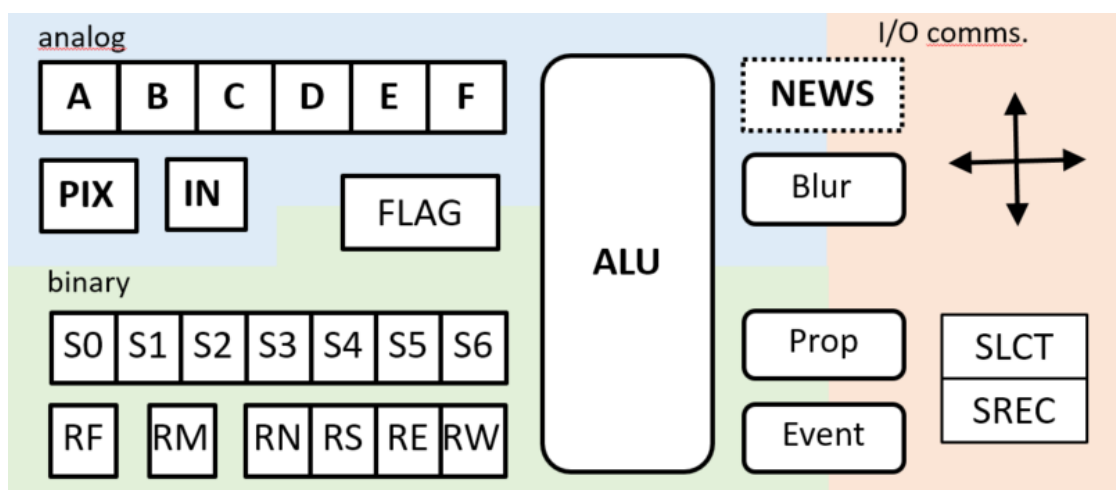 analog
I/O comms.
A B C D E F
NEWS
PIX IN
Blur
FLAG
ALU
binary
S0 S1 S2 S3 S4 S5 S6
Prop
SLCT
SREC
RF RM RN RS RE RW
Event